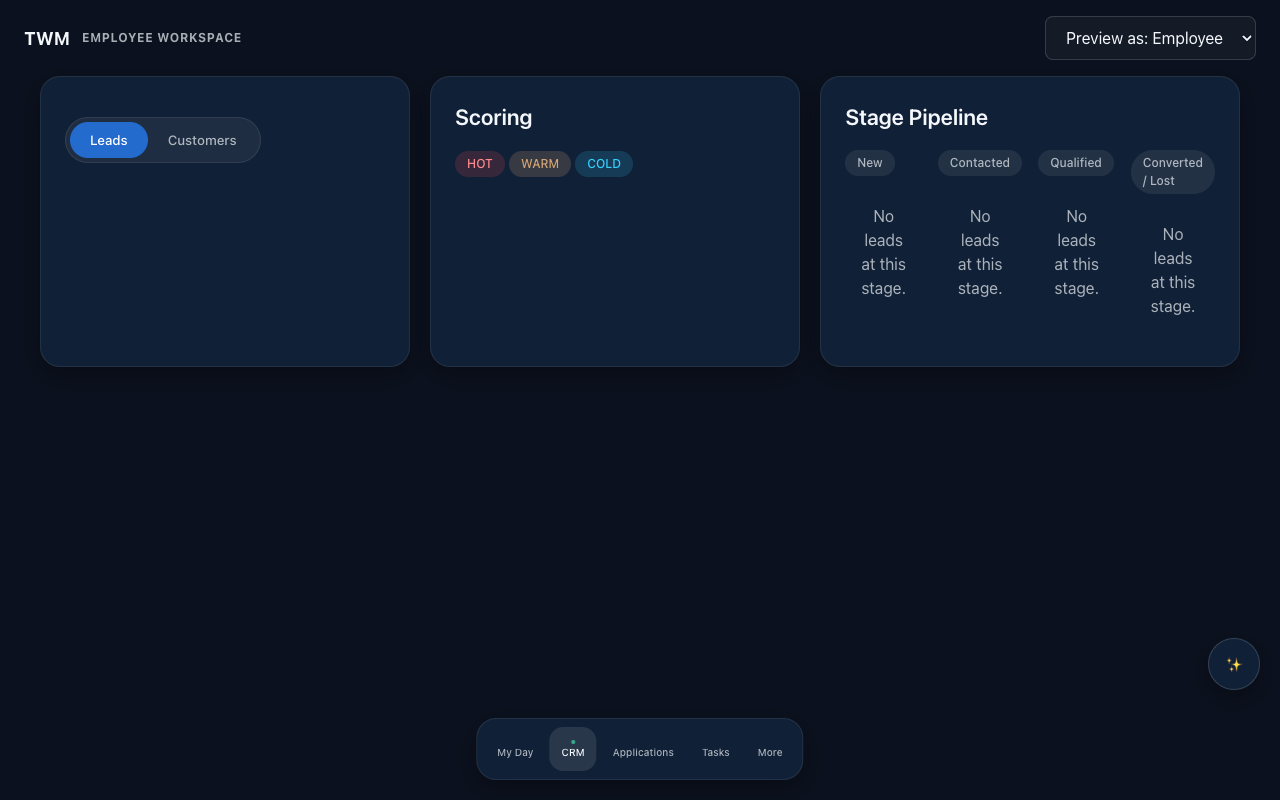 TWM EMPLOYEE WORKSPACE
Preview as: Employee
Leads Customers
Scoring
HOT WARM COLD
Stage Pipeline
New
No
leads
at this
stage.
Contacted
No
leads
at this
stage.
Qualified
No
leads
at this
stage.
Converted
/ Lost
No
leads
at this
stage.
My Day CRM Applications Tasks More